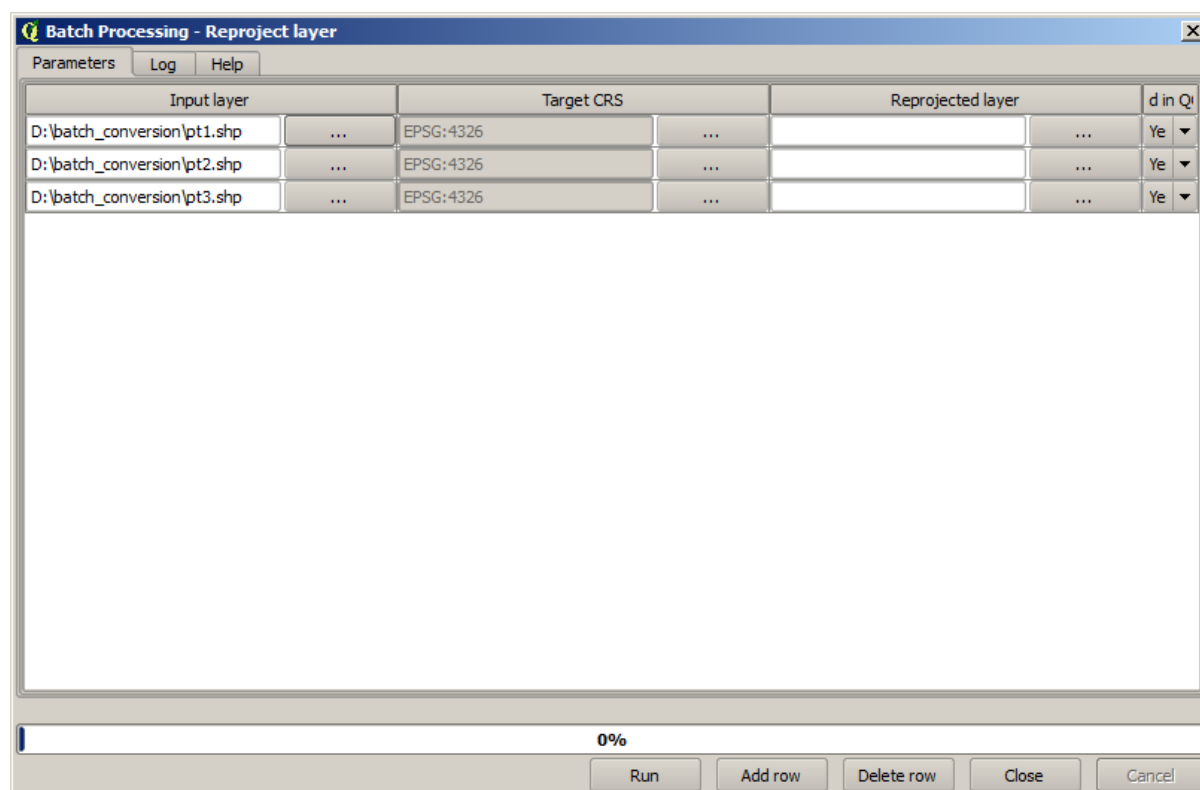 Batch Processing - Reproject layer
Parameters Log Help
Input layer Target CRS Reprojected layer d in Q
D:\batch_conversion\pt1.shp ... EPSG:4326 ... ... Ye
D:\batch_conversion\pt2.shp ... EPSG:4326 ... ... Ye
D:\batch_conversion\pt3.shp ... EPSG:4326 ... ... Ye
0%
Run Add row Delete row Close Cancel